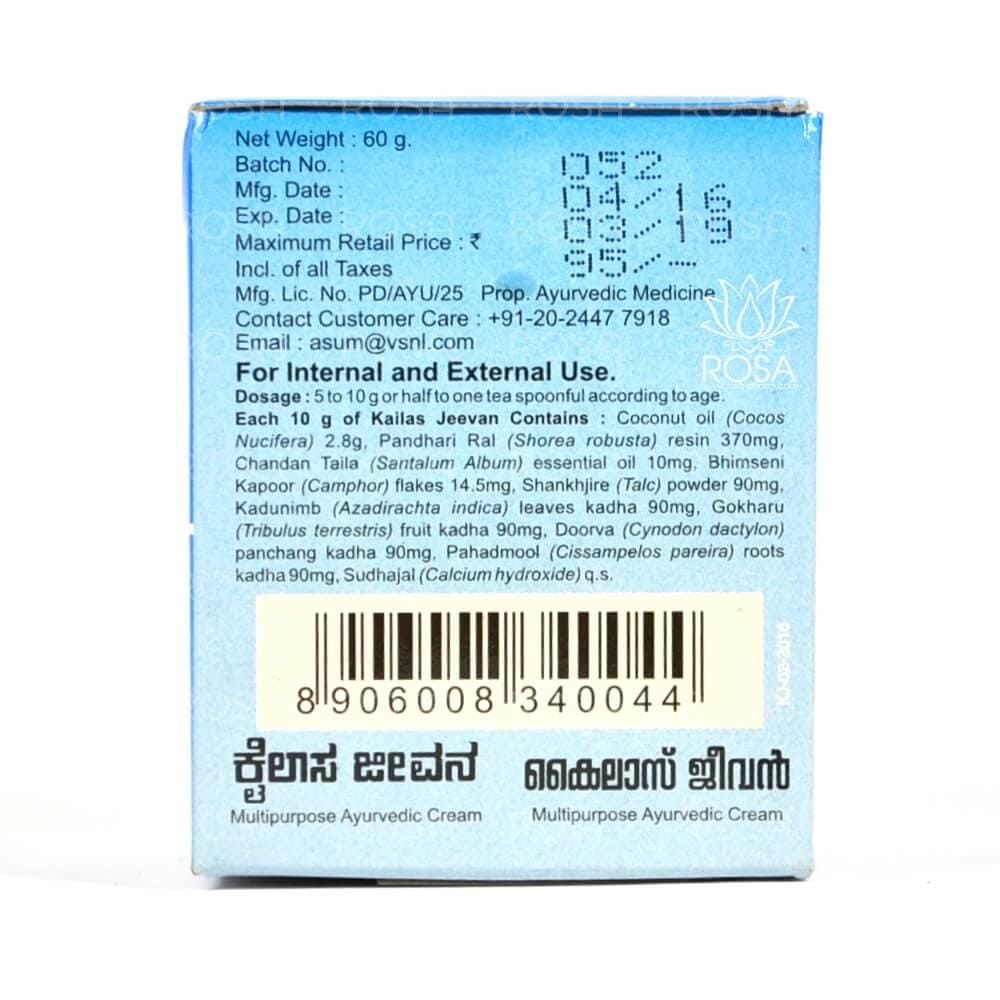 Net Weight : 60 g.
Batch No. : 052
Mfg. Date : 04/16
Exp. Date : 03/19
Maximum Retail Price : ₹ 95/-
Incl. of all Taxes
Mfg. Lic. No. PD/AYU/25 Prop. Ayurvedic Medicine
Contact Customer Care : +91-20-2447 7918
Email : asum@vsnl.com
For Internal and External Use.
Dosage : 5 to 10 g or half to one tea spoonful according to age.
Each 10 g of Kailas Jeevan Contains : Coconut oil (Cocos
Nucifera) 2.8g, Pandhari Ral (Shorea robusta) resin 370mg,
Chandan Taila (Santalum Album) essential oil 10mg, Bhimseni
Kapoor (Camphor) flakes 14.5mg, Shankhjire (Talc) powder 90mg,
Kadunimb (Azadirachta indica) leaves kadha 90mg, Gokharu
(Tribulus terrestris) fruit kadha 90mg, Doorva (Cynodon dactylon)
panchang kadha 90mg, Pahadmool (Cissampelos pareira) roots
kadha 90mg, Sudhajal (Calcium hydroxide) q.s.
8 906008 340044
KJ-02-2016
ಕೈಲಾಸ ಜೀವನ
Multipurpose Ayurvedic Cream
കൈലാസ് ജീവൻ
Multipurpose Ayurvedic Cream
ROSA